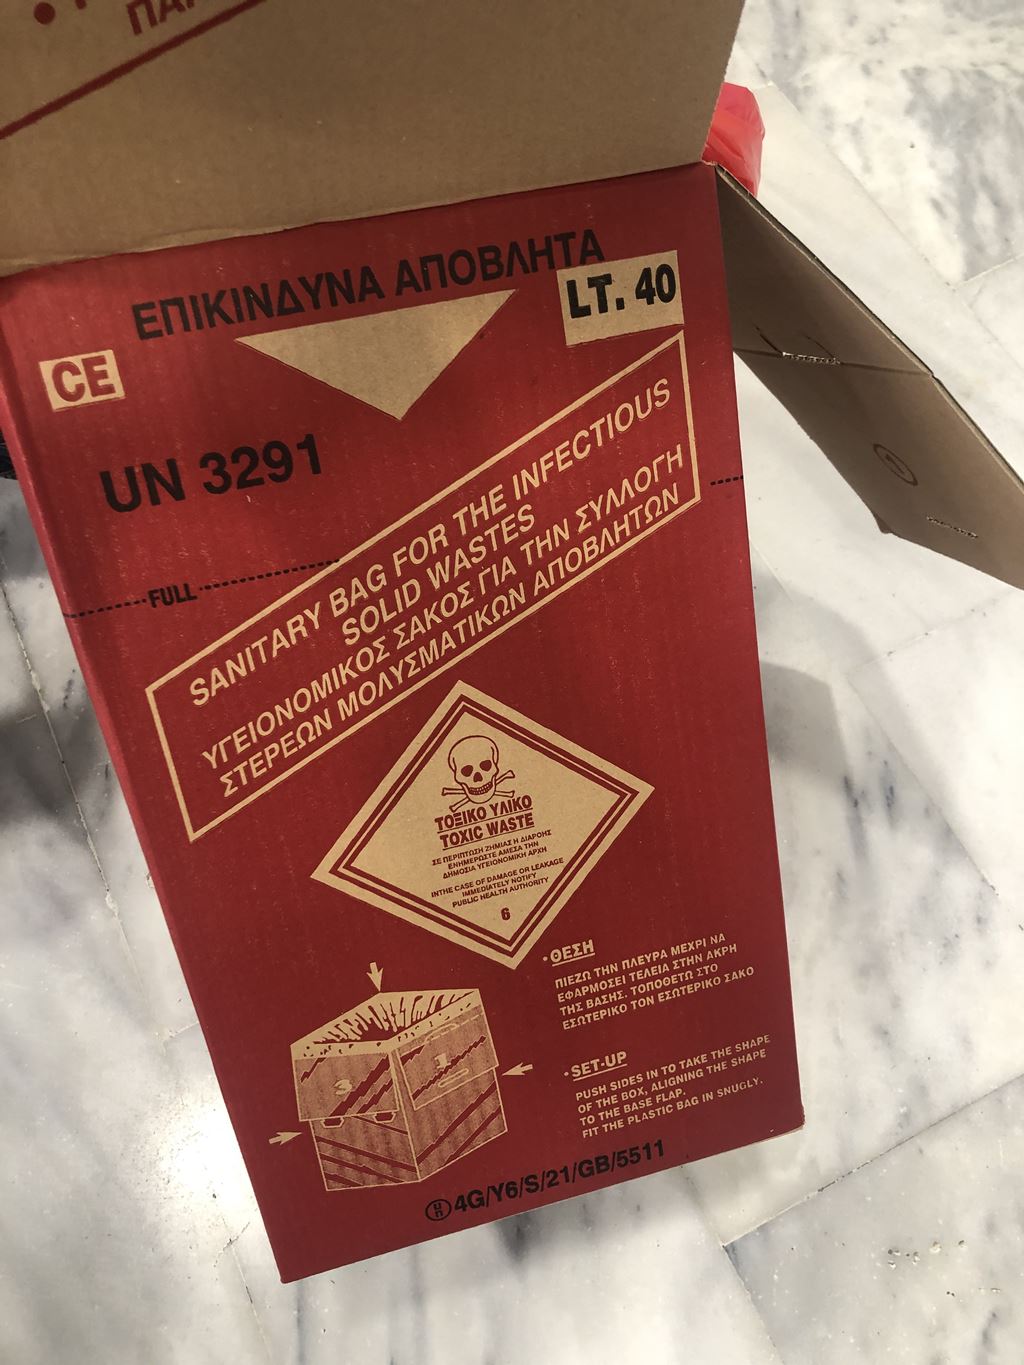 ΕΠΙΚΙΝΔΥΝΑ ΑΠΟΒΛΗΤΑ
LT. 40
CE
UN 3291
FULL
SANITARY BAG FOR THE INFECTIOUS
SOLID WASTES
ΥΓΕΙΟΝΟΜΙΚΟΣ ΣΑΚΟΣ ΓΙΑ ΤΗΝ ΣΥΛΛΟΓΗ
ΣΤΕΡΕΩΝ ΜΟΛΥΣΜΑΤΙΚΩΝ ΑΠΟΒΛΗΤΩΝ
ΤΟΞΙΚΟ ΥΛΙΚΟ
TOXIC WASTE
ΣΕ ΠΕΡΙΠΤΩΣΗ ΖΗΜΙΑΣ Η ΔΙΑΡΟΗΣ
ΕΝΗΜΕΡΩΣΤΕ ΑΜΕΣΑ ΤΗΝ
ΔΗΜΟΣΙΑ ΥΓΕΙΟΝΟΜΙΚΗ ΑΡΧΗ
INTHE CASE OF DAMAGE OR LEAKAGE
IMMEDIATELY NOTIFY
PUBLIC HEALTH AUTHORITY
6
· ΘΕΣΗ
ΠΙΕΖΩ ΤΗΝ ΠΛΕΥΡΑ ΜΕΧΡΙ ΝΑ
ΕΦΑΡΜΟΣΕΙ ΤΕΛΕΙΑ ΣΤΗΝ ΑΚΡΗ
ΤΗΣ ΒΑΣΗΣ. ΤΟΠΟΘΕΤΩ ΣΤΟ
ΕΣΩΤΕΡΙΚΟ ΤΟΝ ΕΣΩΤΕΡΙΚΟ ΣΑΚΟ
· SET-UP
PUSH SIDES IN TO TAKE THE SHAPE
OF THE BOX, ALIGNING THE SHAPE
TO THE BASE FLAP.
FIT THE PLASTIC BAG IN SNUGLY.
3
1
un 4G/Y6/S/21/GB/5511